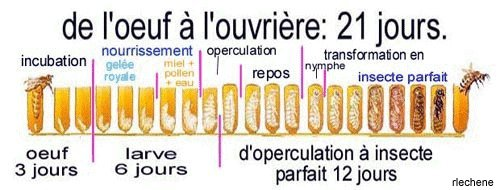 de l'oeuf à l'ouvrière: 21 jours.
incubation
nourrissement
gelée
royale
miel +
pollen
+ eau
operculation
repos
nymphe
transformation en
insecte parfait
oeuf
3 jours
larve
6 jours
d'operculation à insecte
parfait 12 jours
rlechene